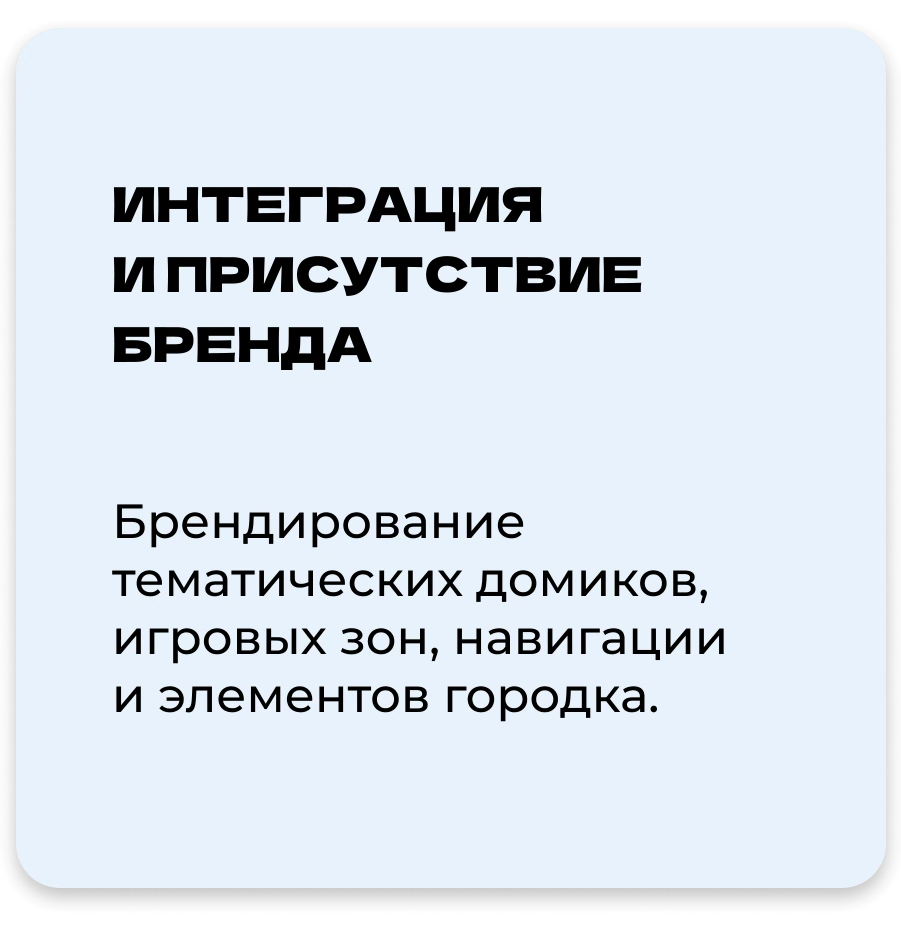 ИНТЕГРАЦИЯ
И ПРИСУТСТВИЕ
БРЕНДА
Брендирование
тематических домиков,
игровых зон, навигации
и элементов городка.